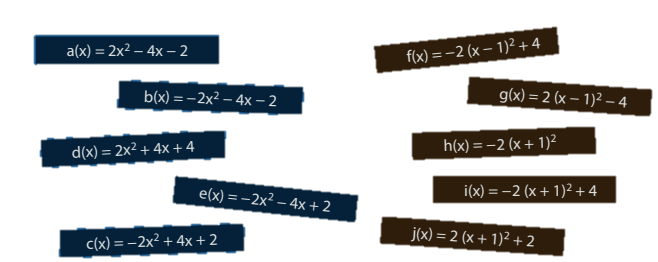 a(x) = 2x² − 4x − 2
b(x) = −2x² − 4x − 2
d(x) = 2x² + 4x + 4
e(x) = −2x² − 4x + 2
c(x) = −2x² + 4x + 2
f(x) = −2 (x − 1)² + 4
g(x) = 2 (x − 1)² − 4
h(x) = −2 (x + 1)²
i(x) = −2 (x + 1)² + 4
j(x) = 2 (x + 1)² + 2